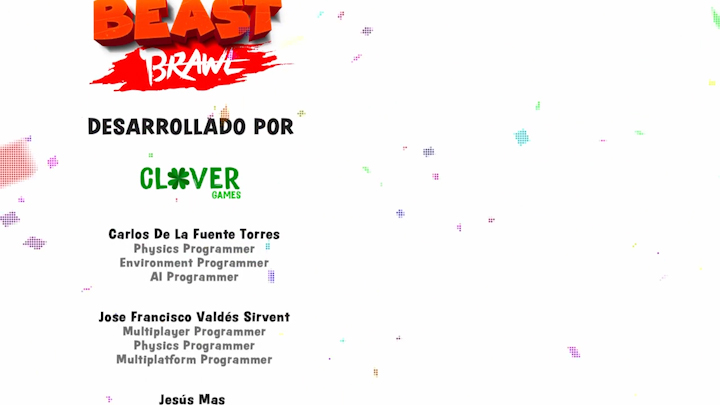 BEAST
BRAWL
DESARROLLADO POR
CLOVER
GAMES
Carlos De La Fuente Torres
Physics Programmer
Environment Programmer
AI Programmer
Jose Francisco Valdés Sirvent
Multiplayer Programmer
Physics Programmer
Multiplatform Programmer
Jesús Mas